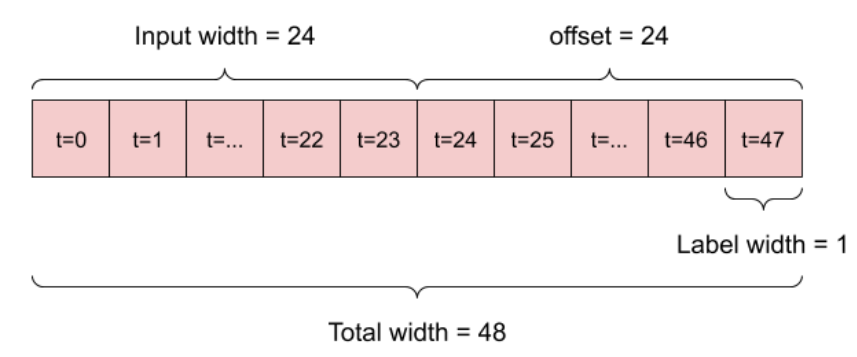 Input width = 24 offset = 24
t=0 t=1 t=... t=22 t=23 t=24 t=25 t=... t=46 t=47
Label width = 1
Total width = 48